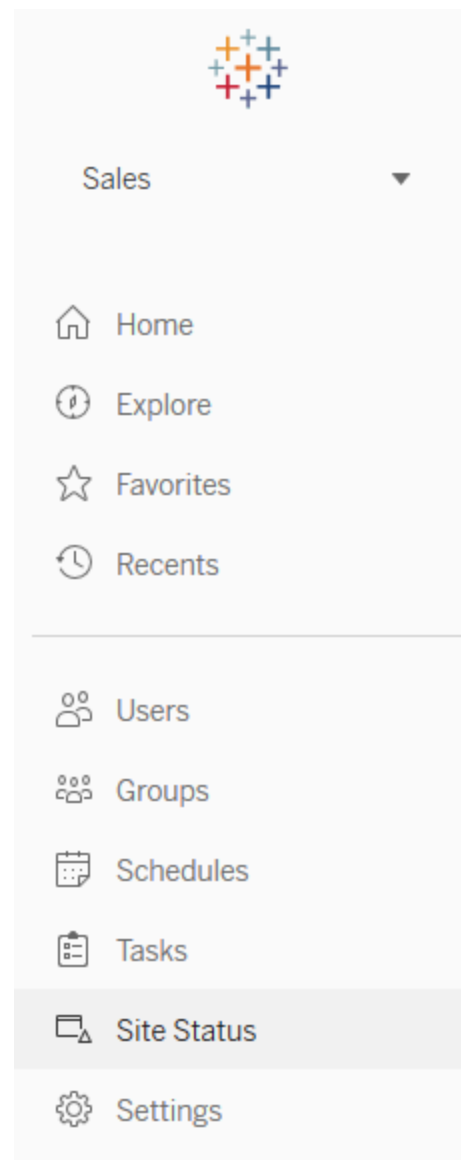 Sales
Home
Explore
Favorites
Recents
Users
Groups
Schedules
Tasks
Site Status
Settings